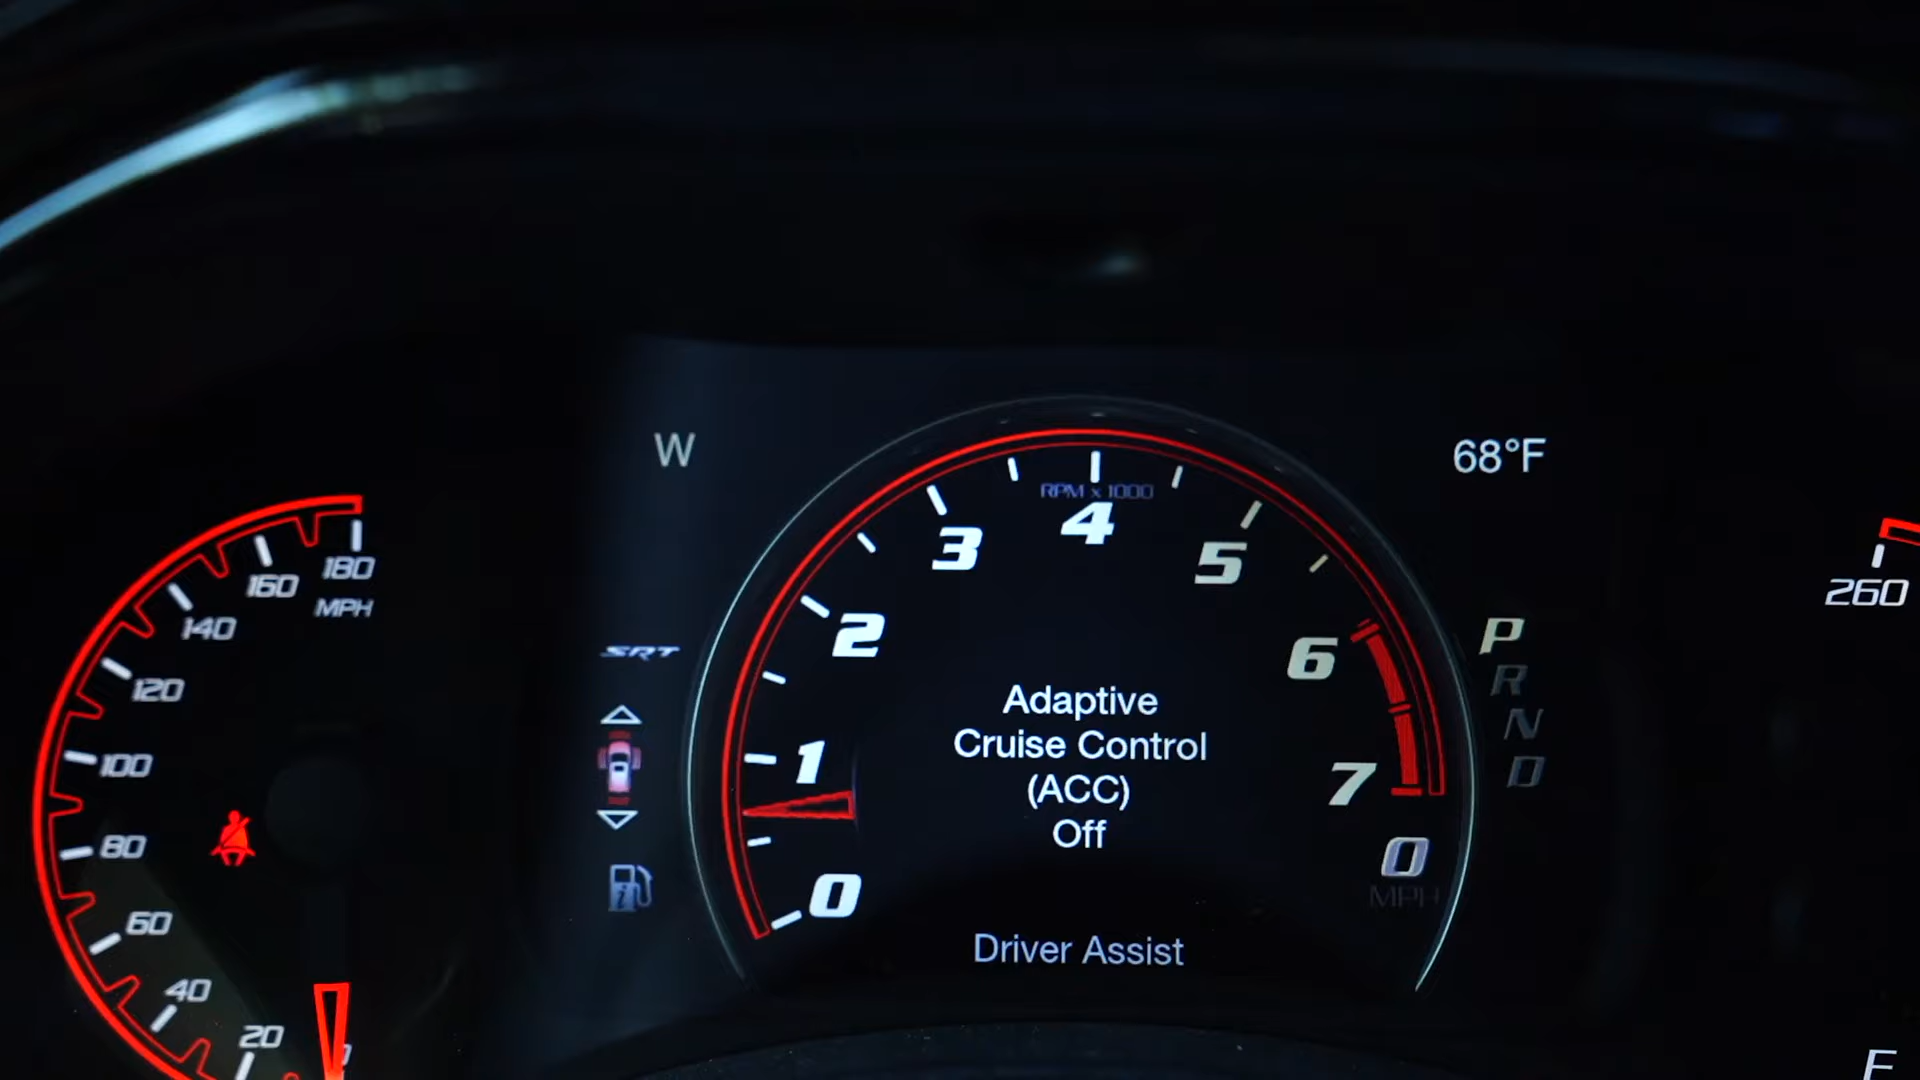 W
68°F
180
160
MPH
140
120
100
80
60
40
20
0
SRT
RPM x 1000
4
3
5
2
6
1
7
0
Adaptive
Cruise Control
(ACC)
Off
0
MPH
Driver Assist
P
R
N
D
260
F